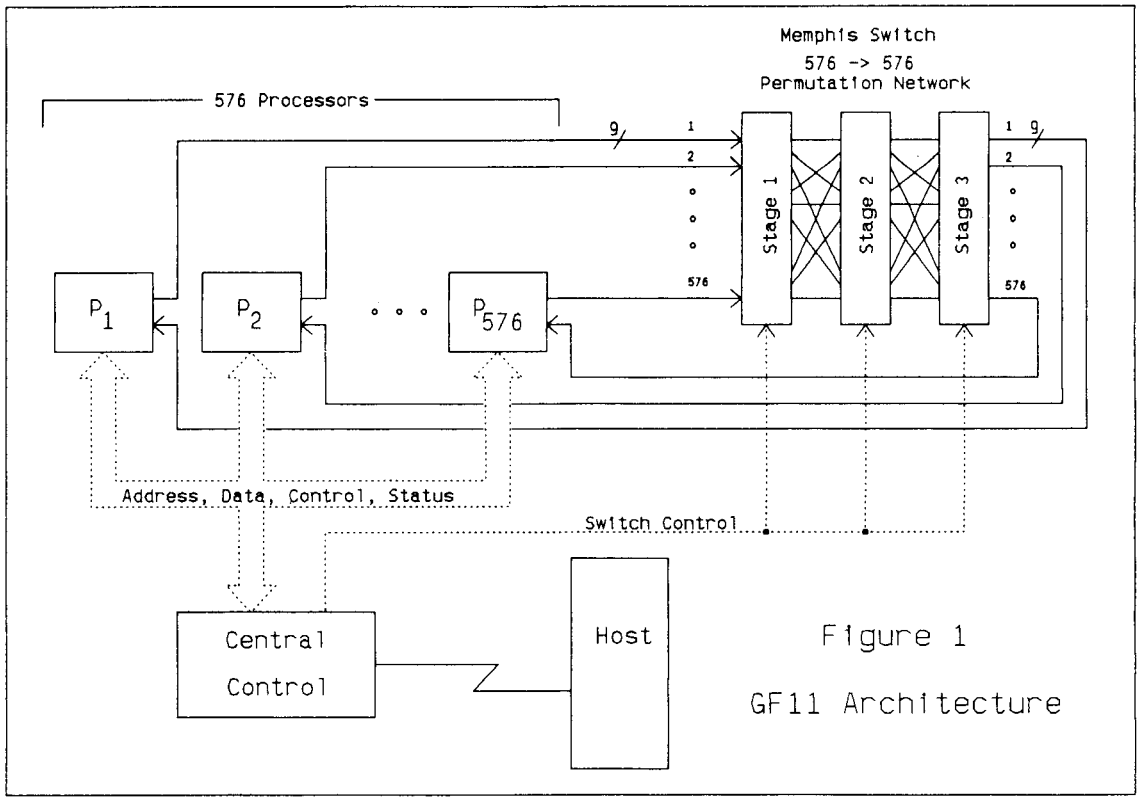 Memphis Switch
576 -> 576
Permutation Network
576 Processors
9
1
2
576
Stage 1
Stage 2
Stage 3
1
9
2
576
P1
P2
P576
Address, Data, Control, Status
Switch Control
Central
Control
Host
Figure 1
GF11 Architecture